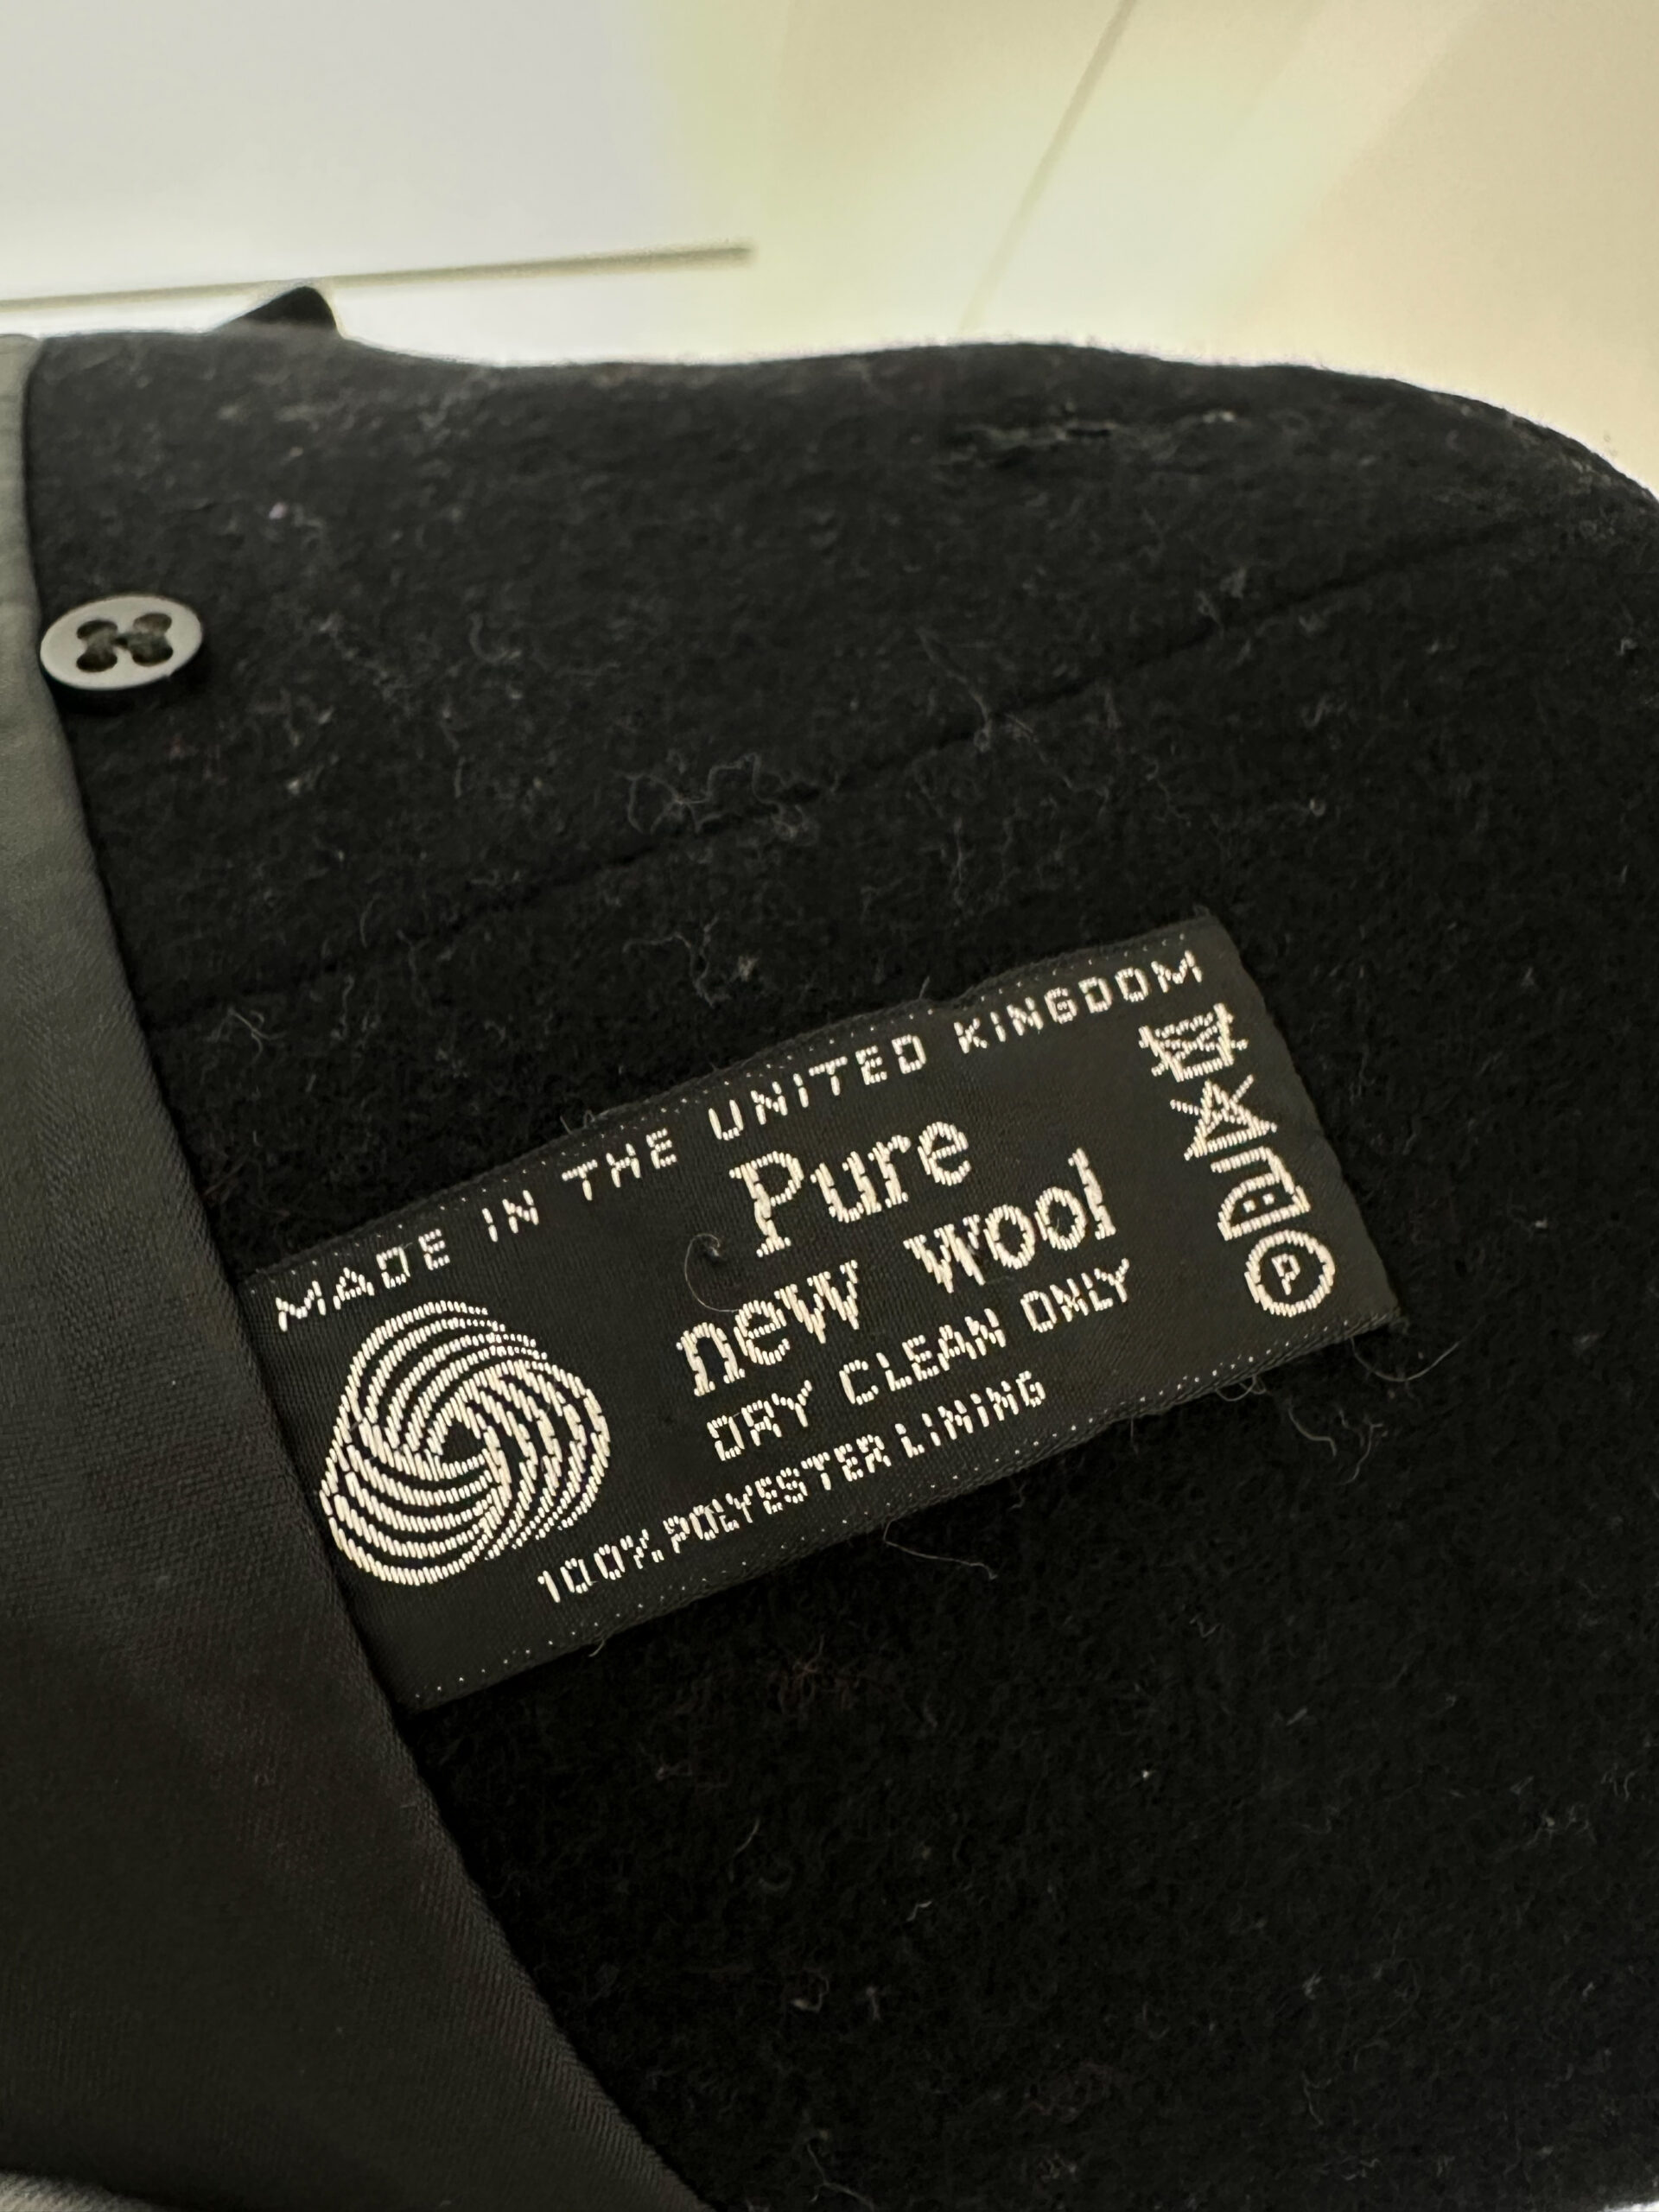 MADE IN THE UNITED KINGDOM
Pure
new wool
DRY CLEAN ONLY
100% POLYESTER LINING
P